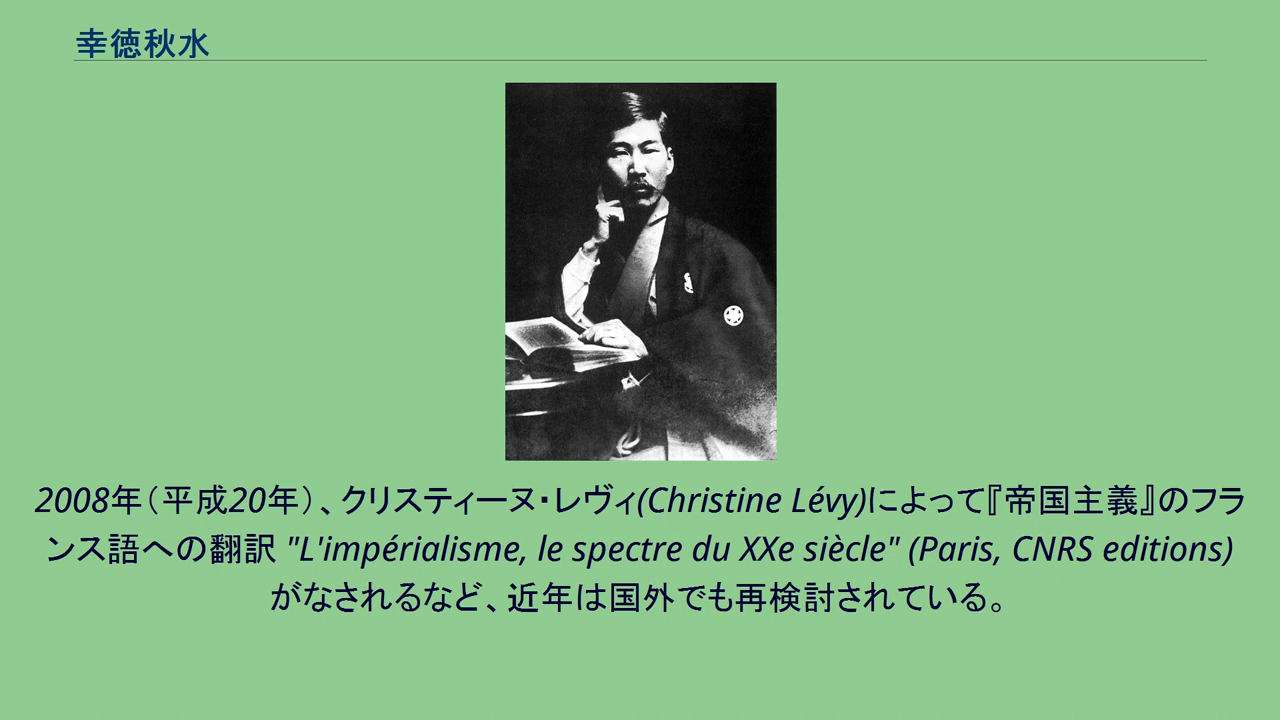 幸徳秋水
2008年（平成20年）、クリスティーヌ・レヴィ(Christine Lévy)によって『帝国主義』のフラ
ンス語への翻訳 "L'impérialisme, le spectre du XXe siècle" (Paris, CNRS editions)
がなされるなど、近年は国外でも再検討されている。